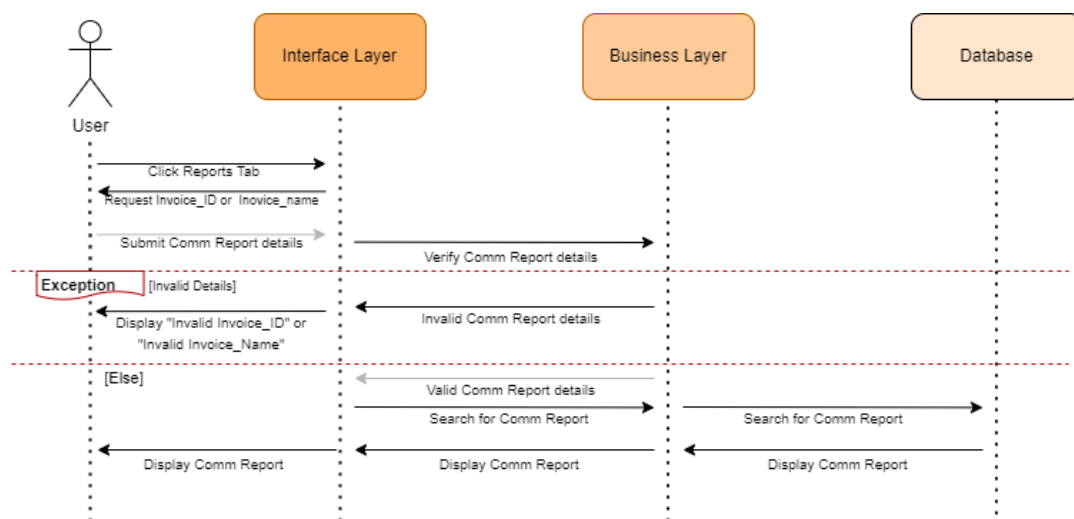 Interface Layer
Business Layer
Database
User
Click Reports Tab
Request Invoice_ID or Inovice_name
Submit Comm Report details
Verify Comm Report details
Exception
[Invalid Details]
Display "Invalid Invoice_ID" or
"Invalid Invoice_Name"
Invalid Comm Report details
[Else]
Valid Comm Report details
Search for Comm Report
Search for Comm Report
Display Comm Report
Display Comm Report
Display Comm Report